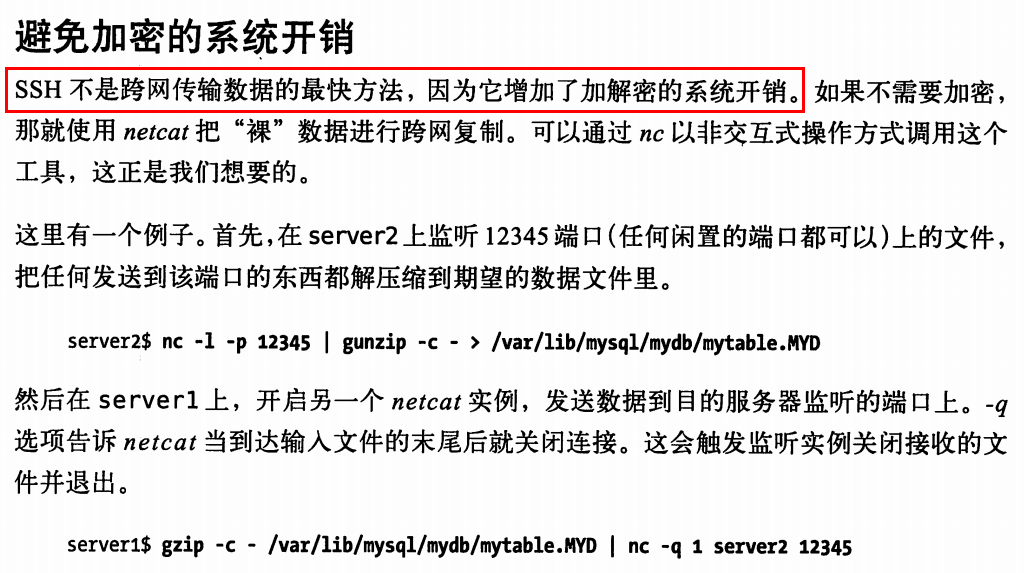 避免加密的系统开销
SSH 不是跨网传输数据的最快方法，因为它增加了加解密的系统开销。如果不需要加密，
那就使用 netcat 把“裸”数据进行跨网复制。可以通过 nc 以非交互式操作方式调用这个
工具，这正是我们想要的。
这里有一个例子。首先，在 server2 上监听 12345 端口（任何闲置的端口都可以）上的文件，
把任何发送到该端口的东西都解压缩到期望的数据文件里。
server2$ nc -l -p 12345 | gunzip -c - > /var/lib/mysql/mydb/mytable.MYD
然后在 server1 上，开启另一个 netcat 实例，发送数据到目的服务器监听的端口上。-q
选项告诉 netcat 当到达输入文件的末尾后就关闭连接。这会触发监听实例关闭接收的文
件并退出。
server1$ gzip -c - /var/lib/mysql/mydb/mytable.MYD | nc -q 1 server2 12345